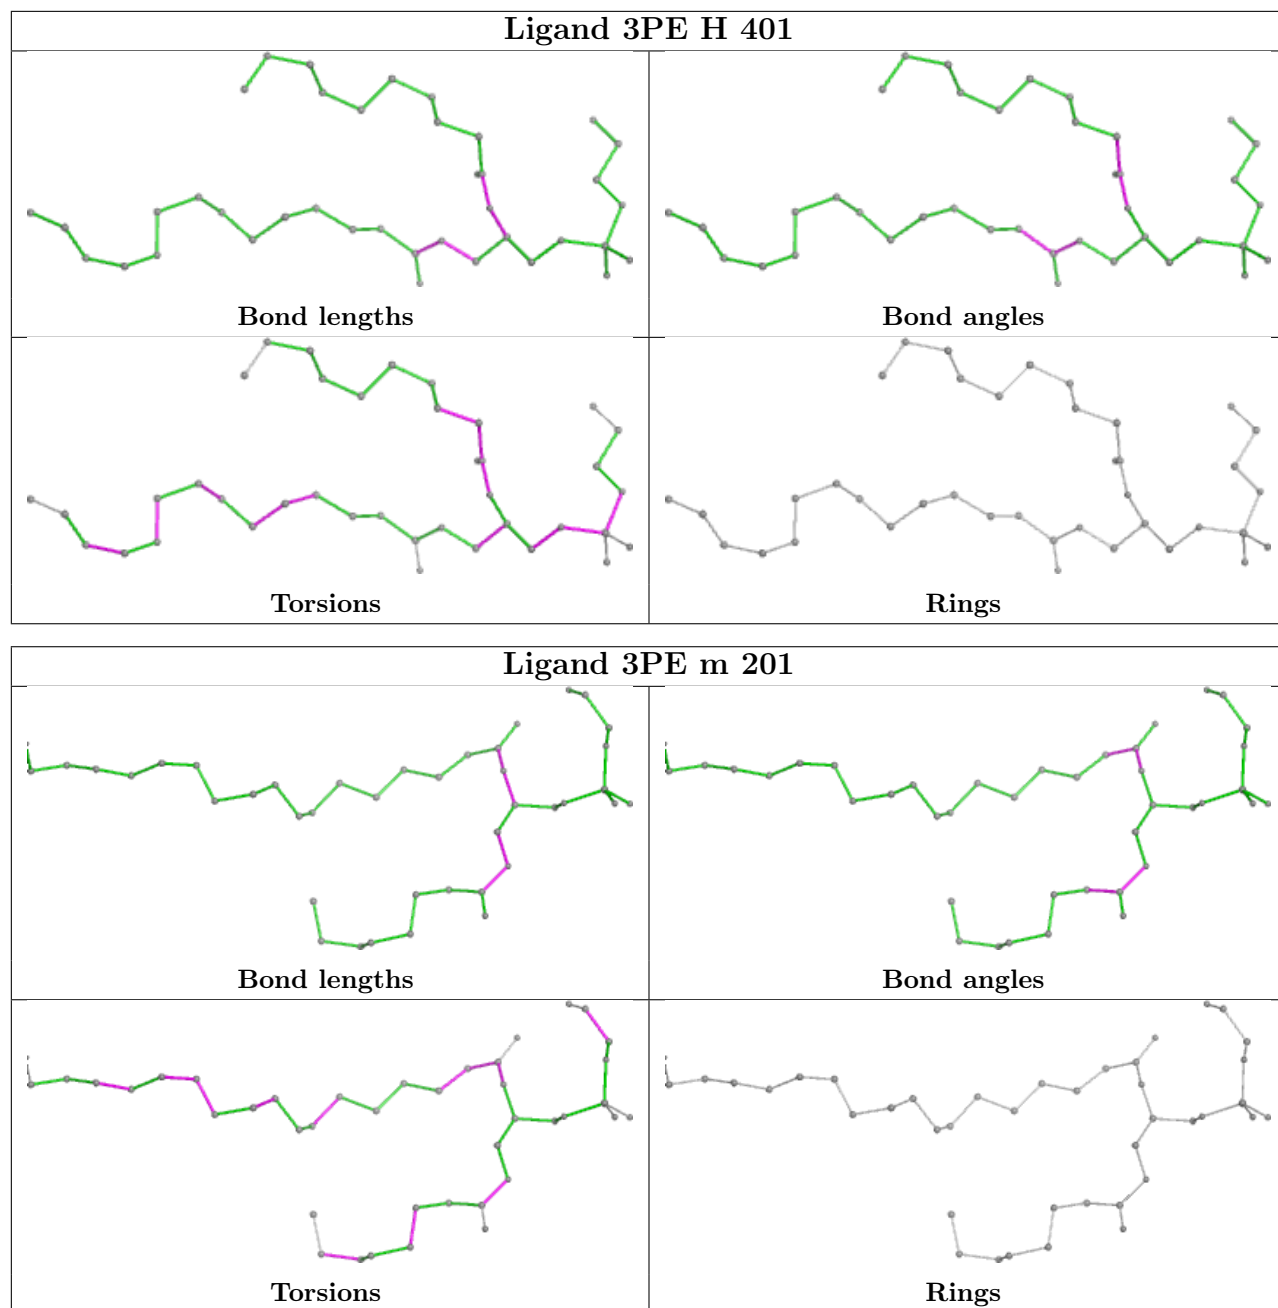 Ligand 3PE H 401
Bond lengths
Bond angles
Torsions
Rings
Ligand 3PE m 201
Bond lengths
Bond angles
Torsions
Rings